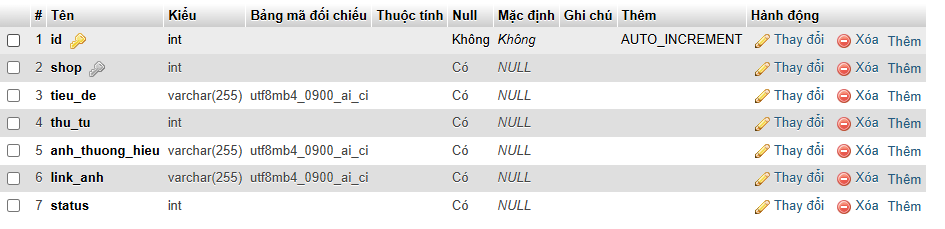 # Tên Kiểu Bảng mã đối chiếu Thuộc tính Null Mặc định Ghi chú Thêm Hành động
1 id int Không Không AUTO_INCREMENT Thay đổi Xóa Thêm
2 shop int Có NULL Thay đổi Xóa Thêm
3 tieu_de varchar(255) utf8mb4_0900_ai_ci Có NULL Thay đổi Xóa Thêm
4 thu_tu int Có NULL Thay đổi Xóa Thêm
5 anh_thuong_hieu varchar(255) utf8mb4_0900_ai_ci Có NULL Thay đổi Xóa Thêm
6 link_anh varchar(255) utf8mb4_0900_ai_ci Có NULL Thay đổi Xóa Thêm
7 status int Có NULL Thay đổi Xóa Thêm